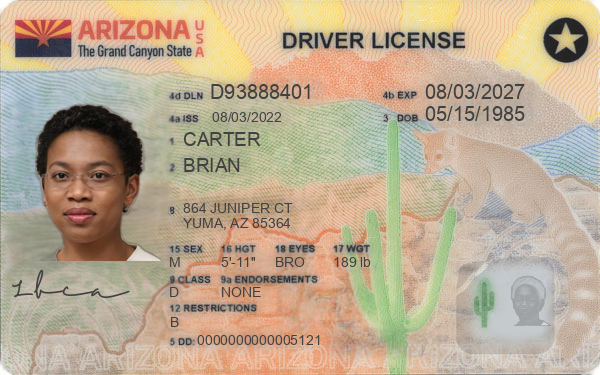 ARIZONA USA
The Grand Canyon State
DRIVER LICENSE
4d DLN D93888401
4b EXP 08/03/2027
4a ISS 08/03/2022
3 DOB 05/15/1985
1 CARTER
2 BRIAN
8 864 JUNIPER CT
YUMA, AZ 85364
15 SEX 16 HGT 18 EYES 17 WGT
M 5'-11" BRO 189 lb
9 CLASS 9a ENDORSEMENTS
D NONE
12 RESTRICTIONS
B
5 DD: 0000000000005121
ARIZONA ARIZONA ARIZONA ARIZONA